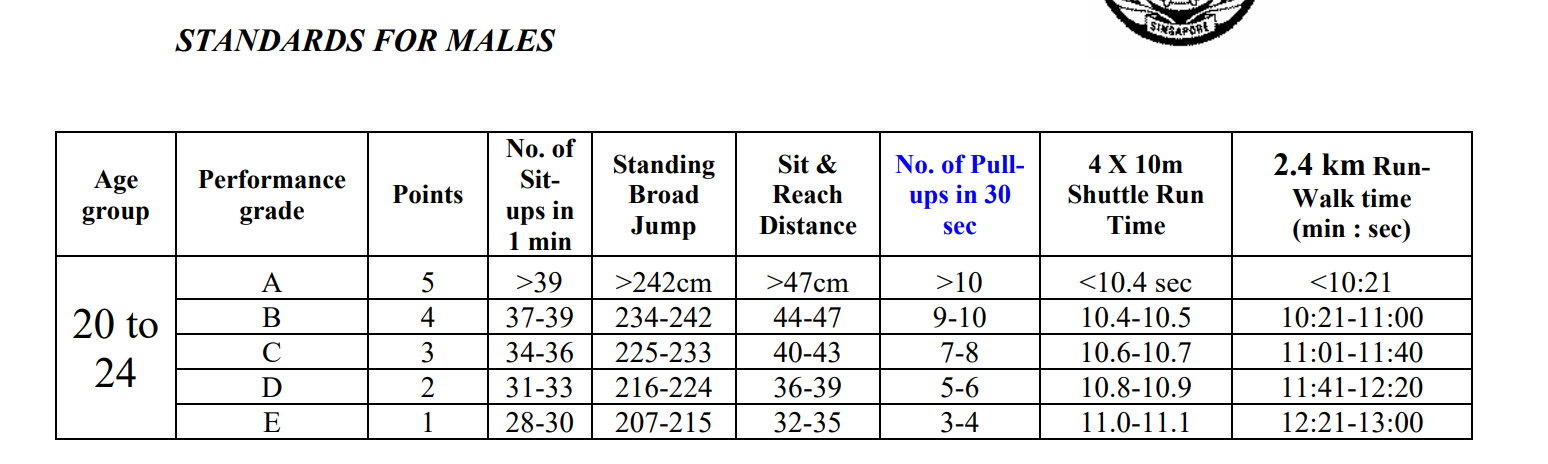 SINGAPORE
STANDARDS FOR MALES
Age group | Performance grade | Points | No. of Sit-ups in 1 min | Standing Broad Jump | Sit & Reach Distance | No. of Pull-ups in 30 sec | 4 X 10m Shuttle Run Time | 2.4 km Run-Walk time (min : sec)
20 to 24 | A | 5 | >39 | >242cm | >47cm | >10 | <10.4 sec | <10:21
B | 4 | 37-39 | 234-242 | 44-47 | 9-10 | 10.4-10.5 | 10:21-11:00
C | 3 | 34-36 | 225-233 | 40-43 | 7-8 | 10.6-10.7 | 11:01-11:40
D | 2 | 31-33 | 216-224 | 36-39 | 5-6 | 10.8-10.9 | 11:41-12:20
E | 1 | 28-30 | 207-215 | 32-35 | 3-4 | 11.0-11.1 | 12:21-13:00